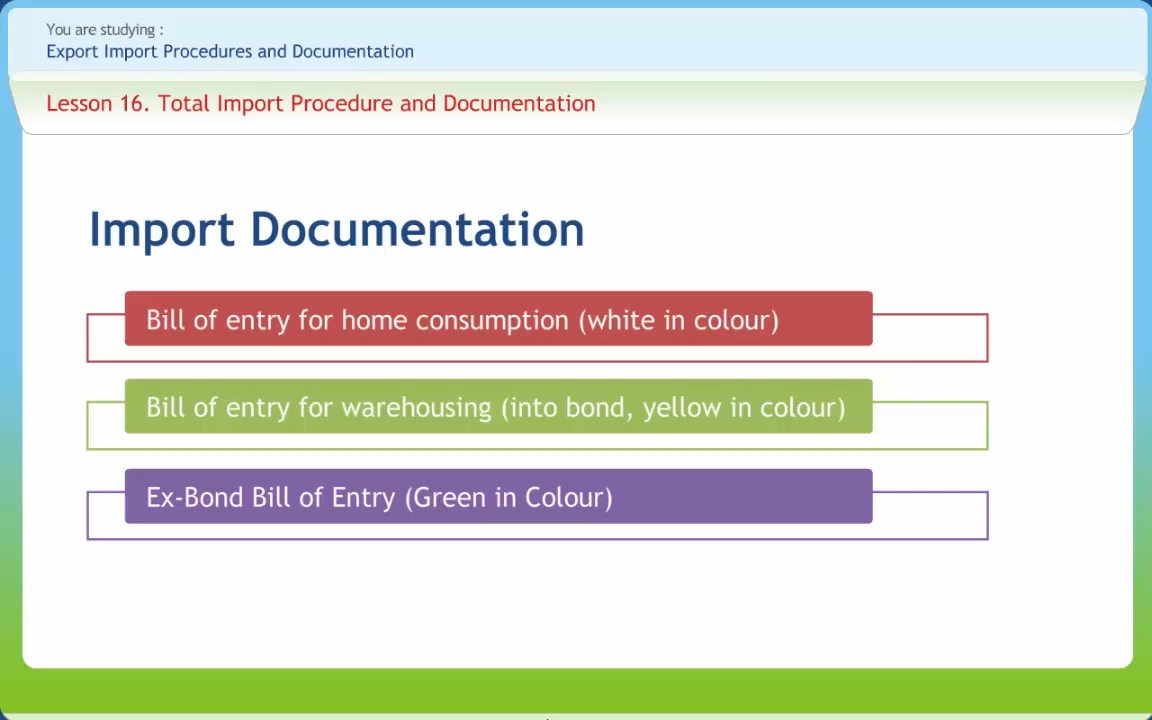 You are studying :
Export Import Procedures and Documentation
Lesson 16. Total Import Procedure and Documentation
Import Documentation
Bill of entry for home consumption (white in colour)
Bill of entry for warehousing (into bond, yellow in colour)
Ex-Bond Bill of Entry (Green in Colour)